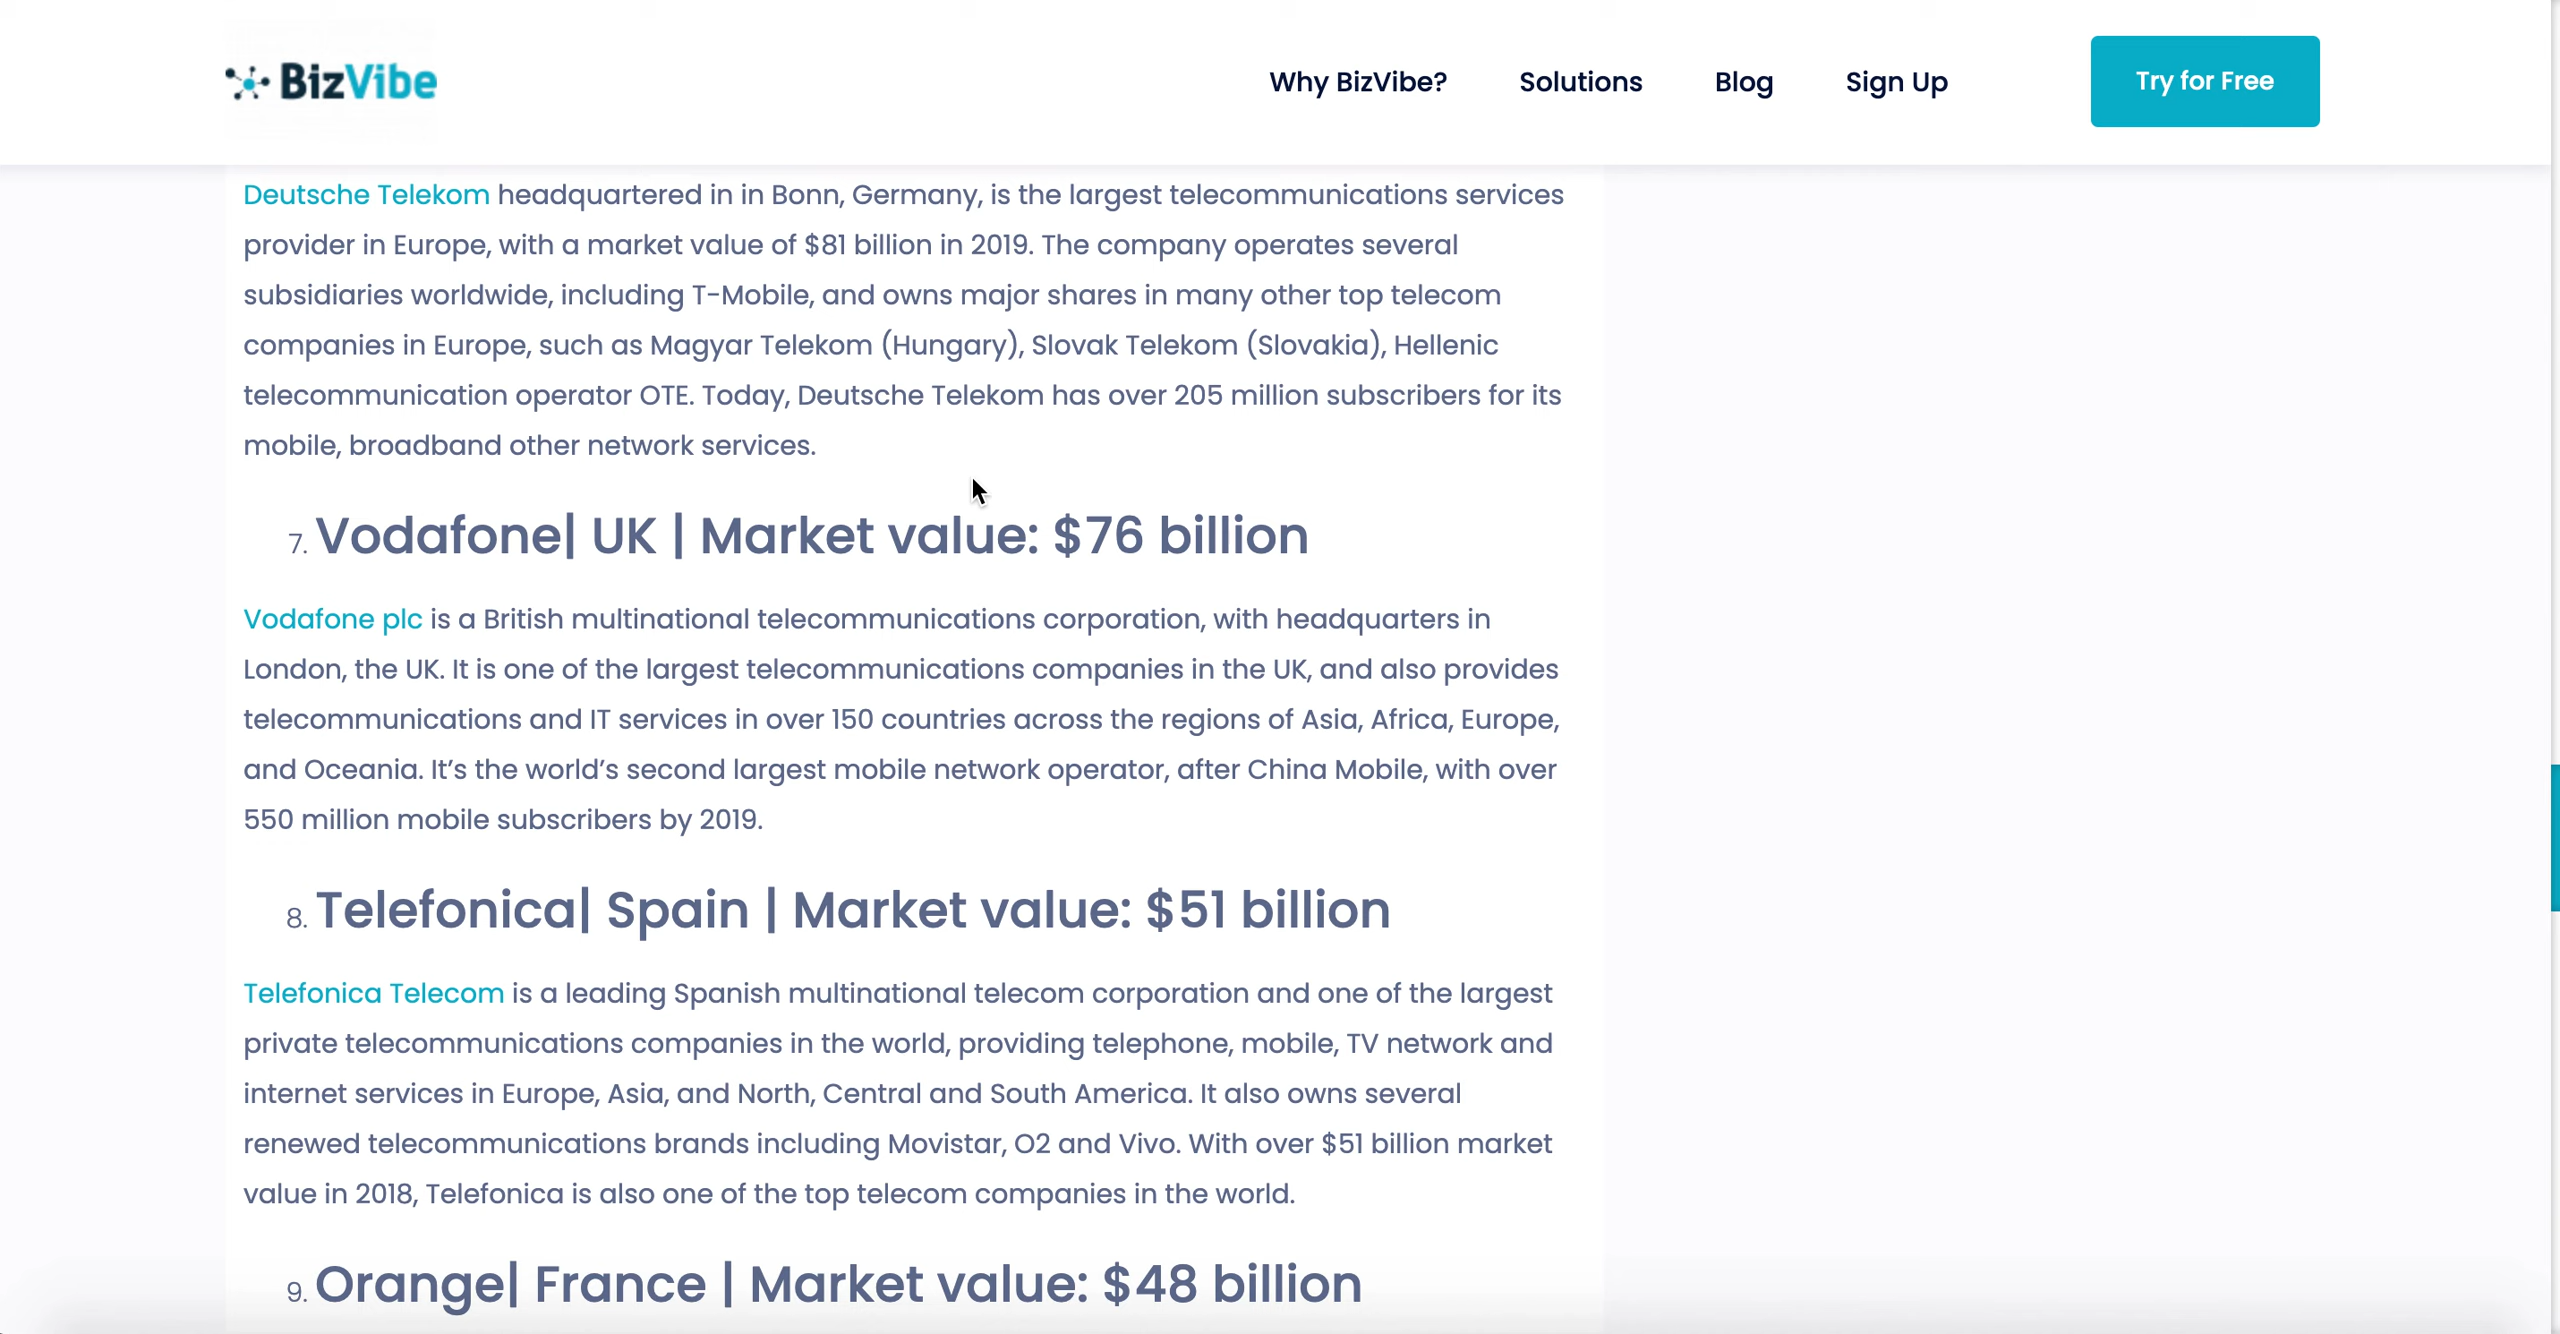 BizVibe
Why BizVibe? Solutions Blog Sign Up Try for Free
Deutsche Telekom headquartered in in Bonn, Germany, is the largest telecommunications services
provider in Europe, with a market value of $81 billion in 2019. The company operates several
subsidiaries worldwide, including T-Mobile, and owns major shares in many other top telecom
companies in Europe, such as Magyar Telekom (Hungary), Slovak Telekom (Slovakia), Hellenic
telecommunication operator OTE. Today, Deutsche Telekom has over 205 million subscribers for its
mobile, broadband other network services.
7. Vodafone| UK | Market value: $76 billion
Vodafone plc is a British multinational telecommunications corporation, with headquarters in
London, the UK. It is one of the largest telecommunications companies in the UK, and also provides
telecommunications and IT services in over 150 countries across the regions of Asia, Africa, Europe,
and Oceania. It’s the world’s second largest mobile network operator, after China Mobile, with over
550 million mobile subscribers by 2019.
8. Telefonica| Spain | Market value: $51 billion
Telefonica Telecom is a leading Spanish multinational telecom corporation and one of the largest
private telecommunications companies in the world, providing telephone, mobile, TV network and
internet services in Europe, Asia, and North, Central and South America. It also owns several
renewed telecommunications brands including Movistar, O2 and Vivo. With over $51 billion market
value in 2018, Telefonica is also one of the top telecom companies in the world.
9. Orange| France | Market value: $48 billion